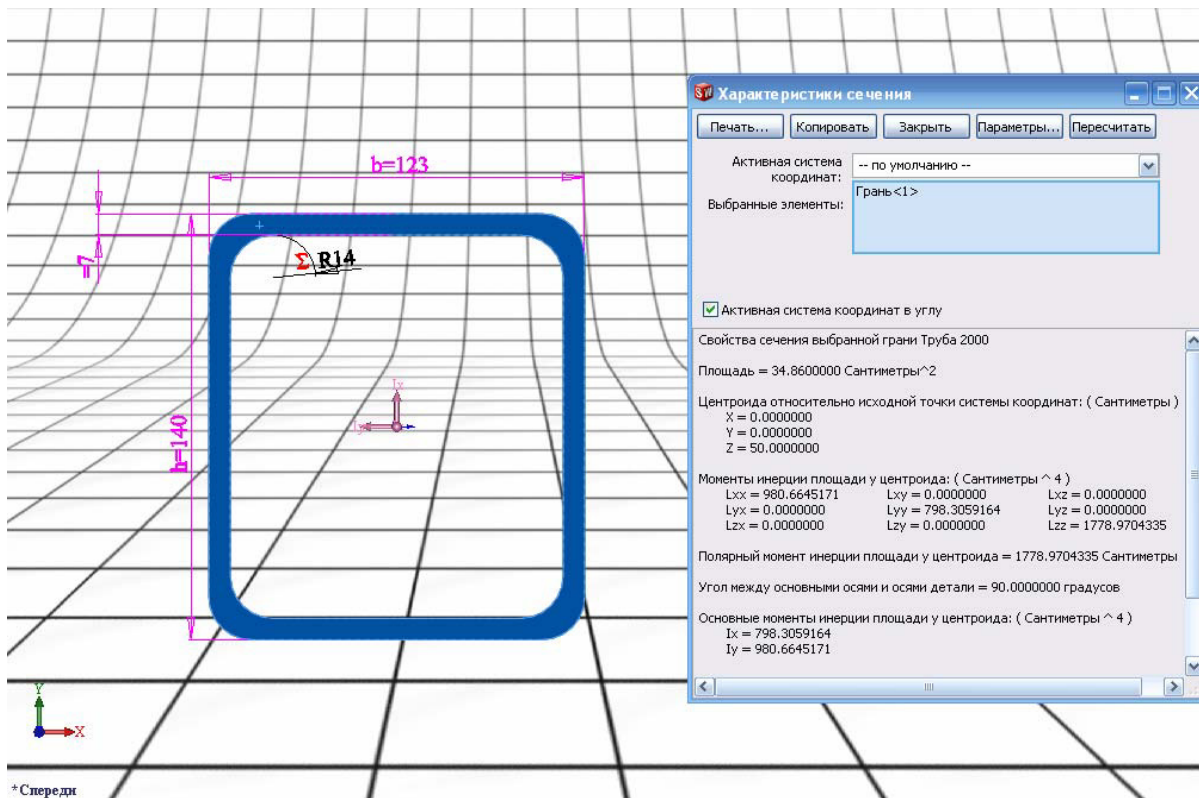 b=123
=7
Σ R14
h=140
Ix
Iy
Y
X
*Спереди
SW Характеристики сечения
Печать... Копировать Закрыть Параметры... Пересчитать
Активная система координат: -- по умолчанию --
Выбранные элементы: Грань<1>
Активная система координат в углу
Свойства сечения выбранной грани Труба 2000
Площадь = 34.8600000 Сантиметры^2
Центроида относительно исходной точки системы координат: ( Сантиметры )
X = 0.0000000
Y = 0.0000000
Z = 50.0000000
Моменты инерции площади у центроида: ( Сантиметры ^ 4 )
Lxx = 980.6645171 Lxy = 0.0000000 Lxz = 0.0000000
Lyx = 0.0000000 Lyy = 798.3059164 Lyz = 0.0000000
Lzx = 0.0000000 Lzy = 0.0000000 Lzz = 1778.9704335
Полярный момент инерции площади у центроида = 1778.9704335 Сантиметры
Угол между основными осями и осями детали = 90.0000000 градусов
Основные моменты инерции площади у центроида: ( Сантиметры ^ 4 )
Ix = 798.3059164
Iy = 980.6645171